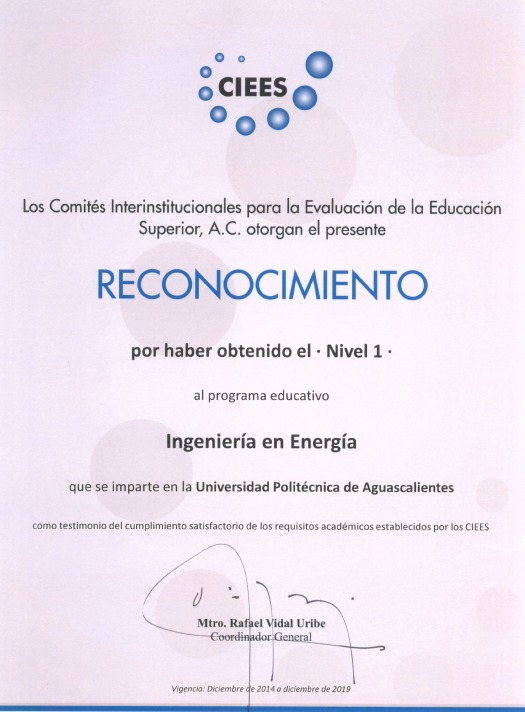 CIEES
Los Comités Interinstitucionales para la Evaluación de la Educación
Superior, A.C. otorgan el presente
RECONOCIMIENTO
por haber obtenido el · Nivel 1 ·
al programa educativo
Ingeniería en Energía
que se imparte en la Universidad Politécnica de Aguascalientes
como testimonio del cumplimiento satisfactorio de los requisitos académicos establecidos por los CIEES
Mtro. Rafael Vidal Uribe
Coordinador General
Vigencia: Diciembre de 2014 a diciembre de 2019